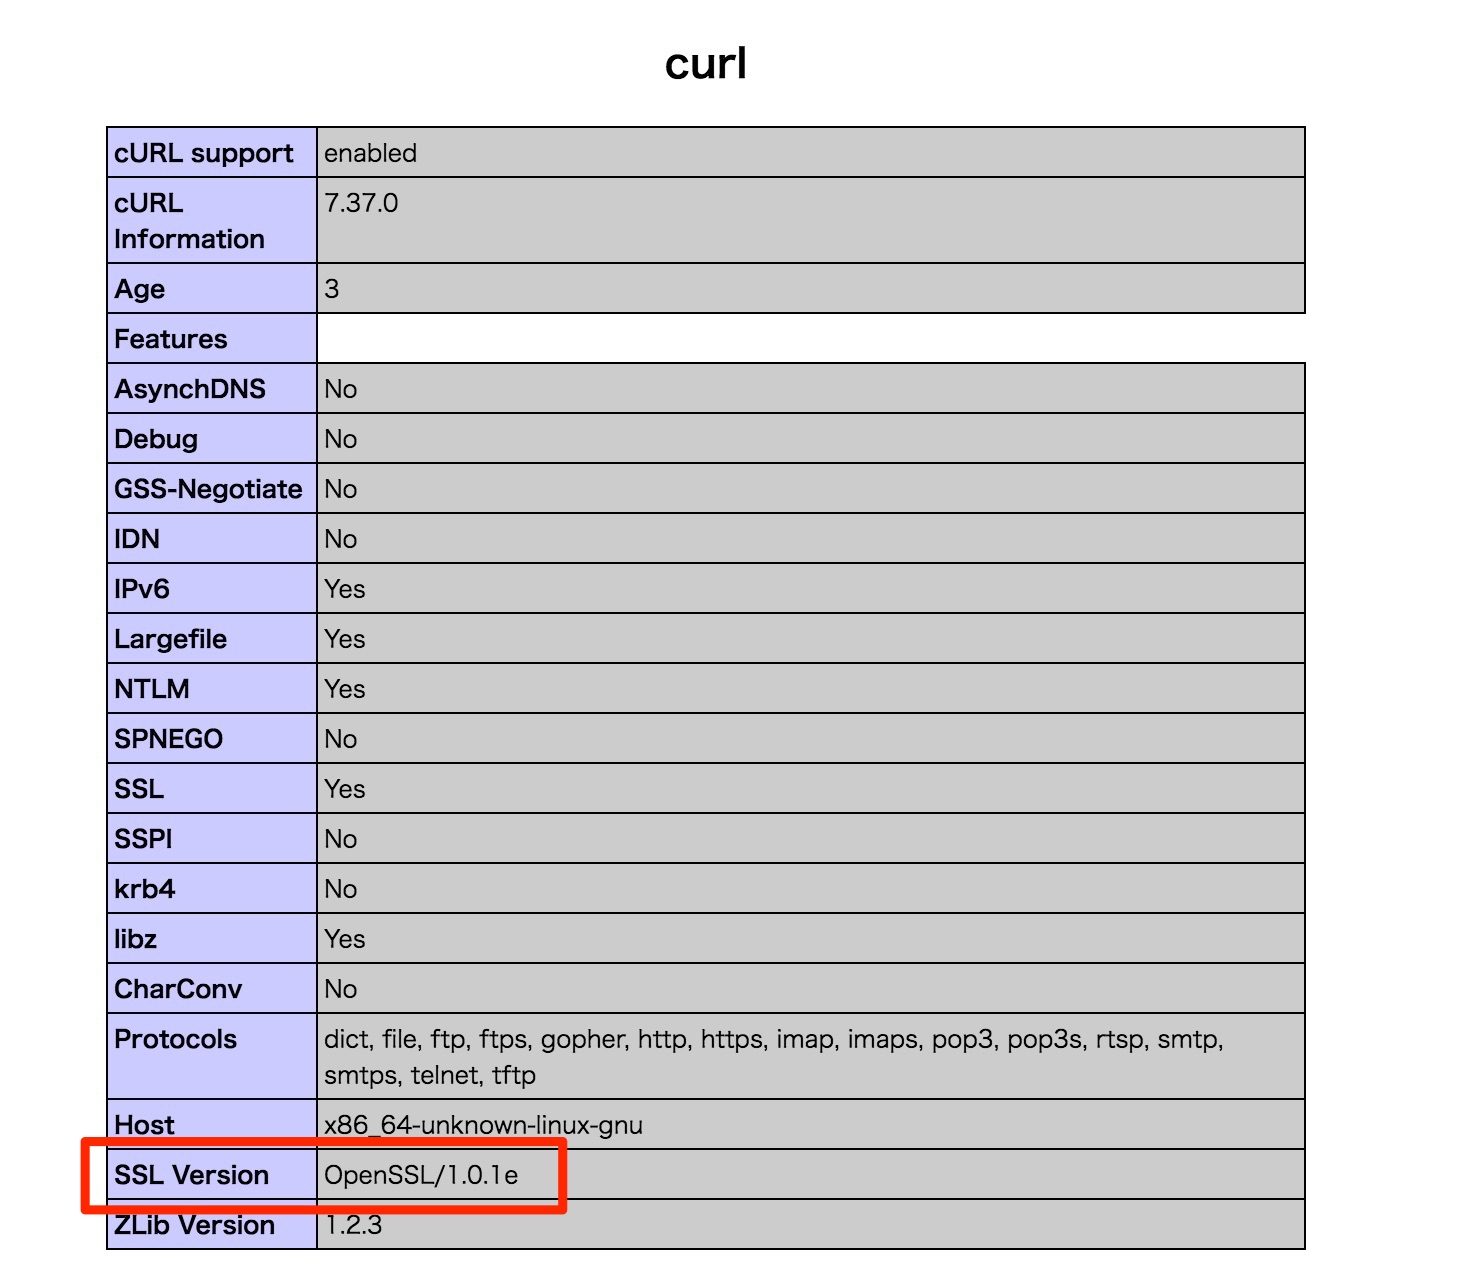 curl
cURL support enabled
cURL Information 7.37.0
Age 3
Features
AsynchDNS No
Debug No
GSS-Negotiate No
IDN No
IPv6 Yes
Largefile Yes
NTLM Yes
SPNEGO No
SSL Yes
SSPI No
krb4 No
libz Yes
CharConv No
Protocols dict, file, ftp, ftps, gopher, http, https, imap, imaps, pop3, pop3s, rtsp, smtp,
smtps, telnet, tftp
Host x86_64-unknown-linux-gnu
SSL Version OpenSSL/1.0.1e
ZLib Version 1.2.3